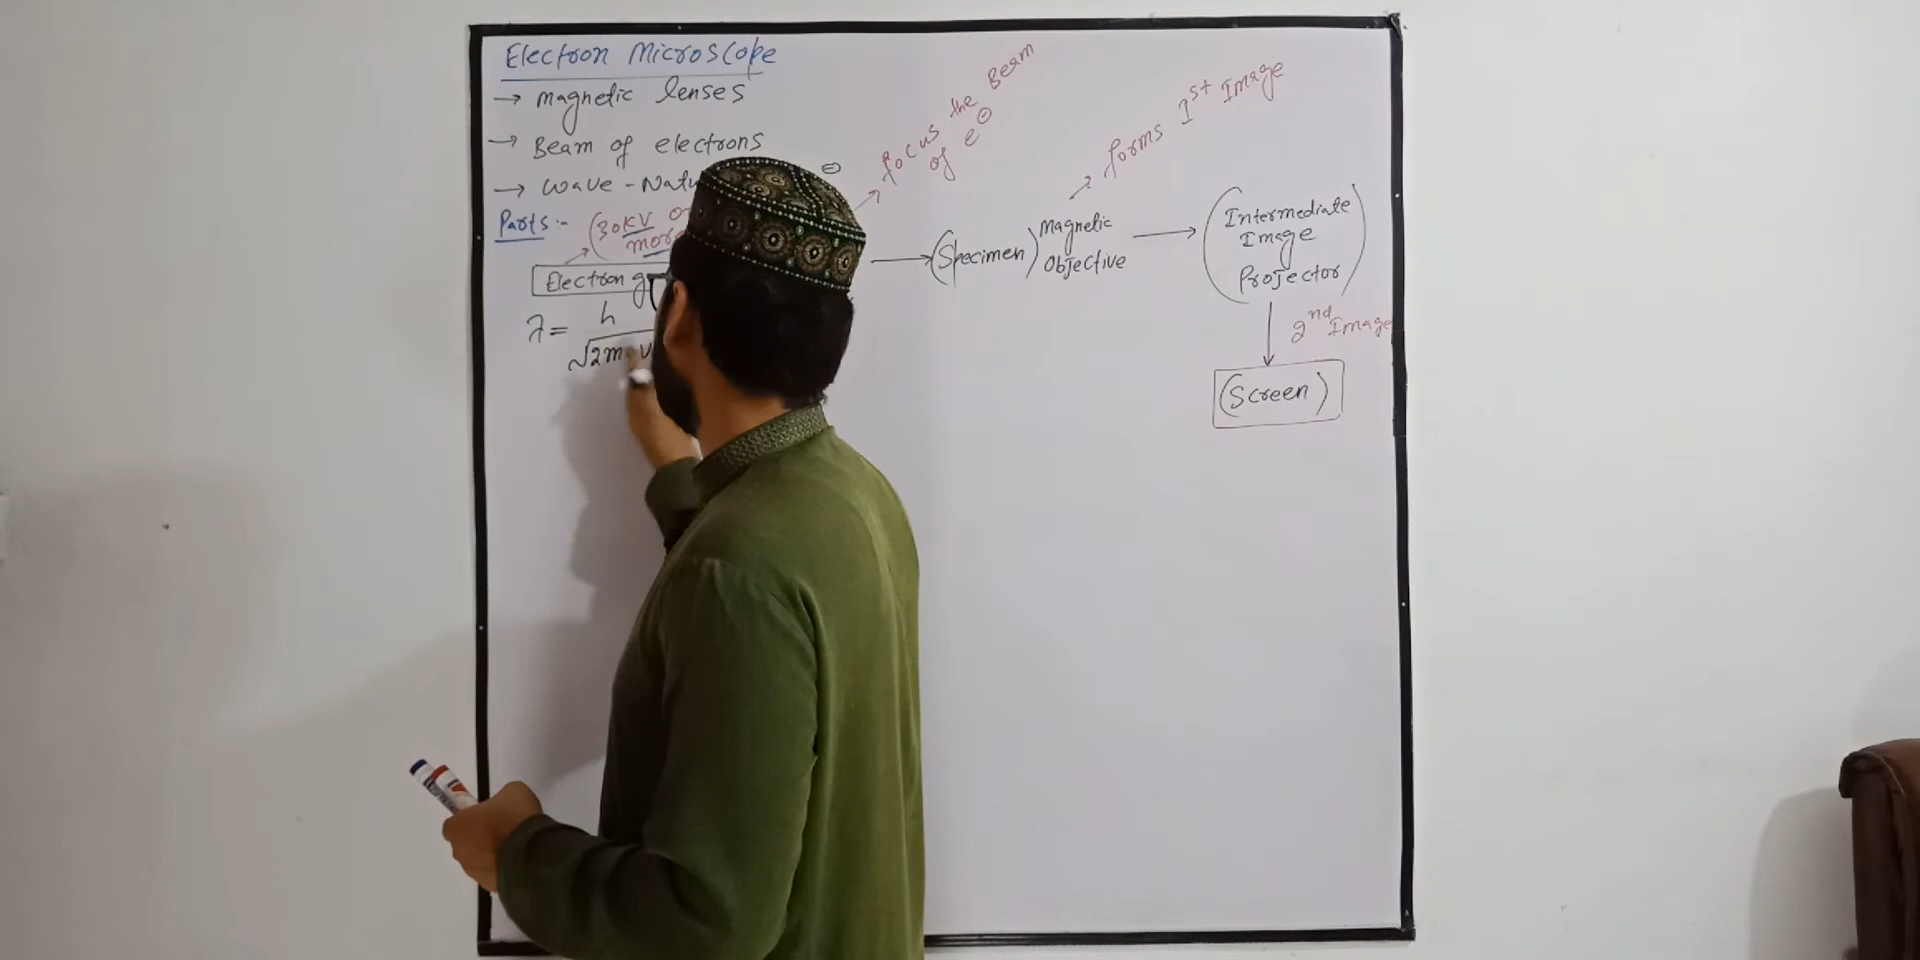 Electron Microscope
→ Magnetic lenses
→ Beam of electrons
→ Wave - 
Parts:-
(30KV
more
Electron
λ = h
√2m V
focus the Beam
of e⊖
→ (Specimen) Magnetic
Objective
forms 1st Image
→ (Intermediate
Image
Projector)
2nd Image
(Screen)